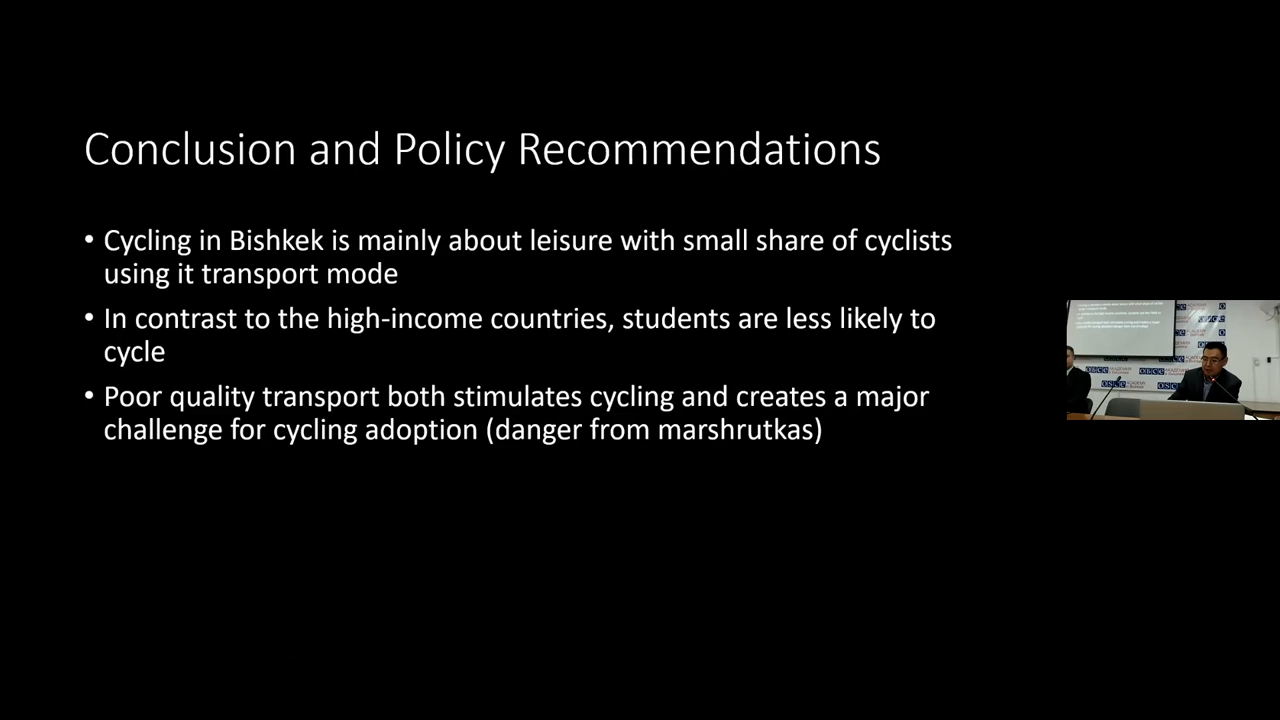 Conclusion and Policy Recommendations
• Cycling in Bishkek is mainly about leisure with small share of cyclists
using it transport mode
• In contrast to the high-income countries, students are less likely to
cycle
• Poor quality transport both stimulates cycling and creates a major
challenge for cycling adoption (danger from marshrutkas)